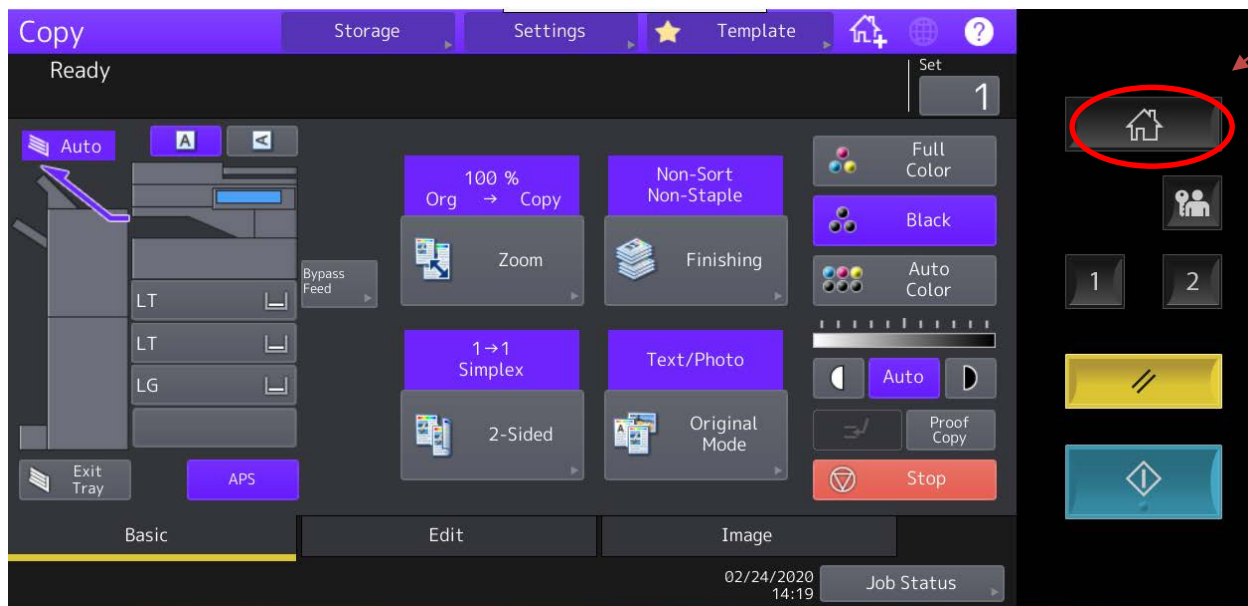 Copy
Storage
Settings
Template
?
Ready
Set
1
Auto
A
A
100 %
Org → Copy
Zoom
Non-Sort
Non-Staple
Finishing
Full
Color
Black
Auto
Color
Bypass
Feed
LT
LT
LG
1→1
Simplex
2-Sided
Text/Photo
Original
Mode
Auto
Proof
Copy
Exit
Tray
APS
Stop
Basic
Edit
Image
02/24/2020
14:19
Job Status
1
2